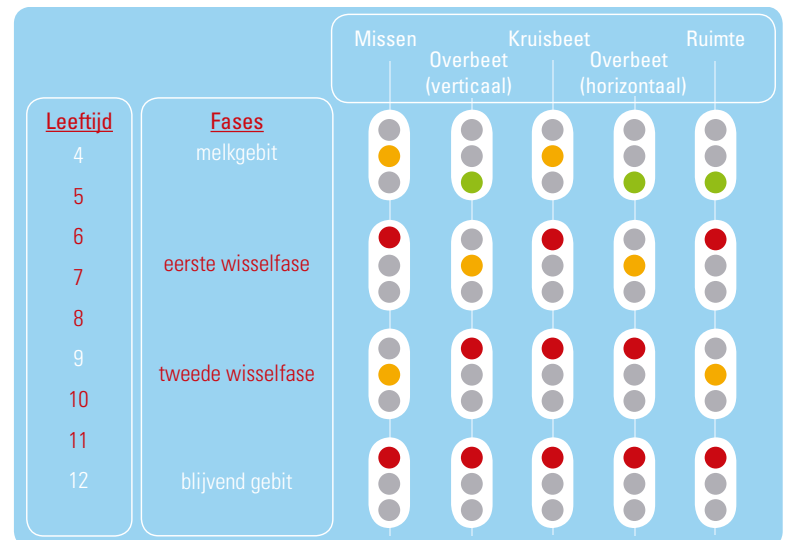 Missen
Kruisbeet
Ruimte
Overbeet
(verticaal)
Overbeet
(horizontaal)
Leeftijd
Fases
4
melkgebit
5
6
eerste wisselfase
7
8
9
tweede wisselfase
10
11
12
blijvend gebit